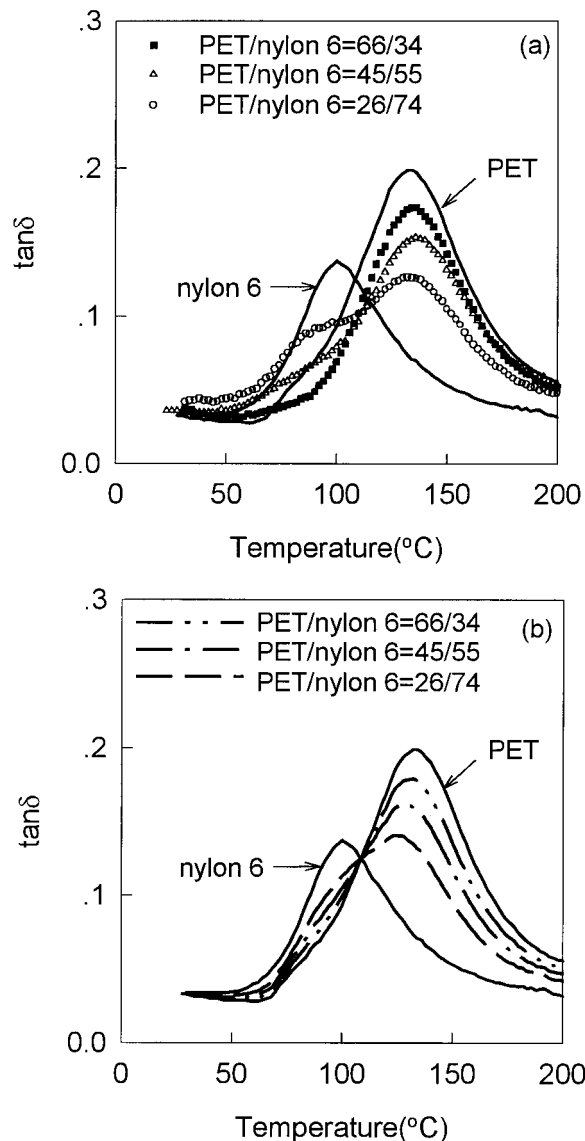 .3
PET/nylon 6=66/34
(a)
PET/nylon 6=45/55
PET/nylon 6=26/74
.2
PET
tanδ
nylon 6
.1
0.0
0
50
100
150
200
Temperature(ºC)
.3
PET/nylon 6=66/34
(b)
PET/nylon 6=45/55
PET/nylon 6=26/74
.2
PET
tanδ
nylon 6
.1
0.0
0
50
100
150
200
Temperature(ºC)